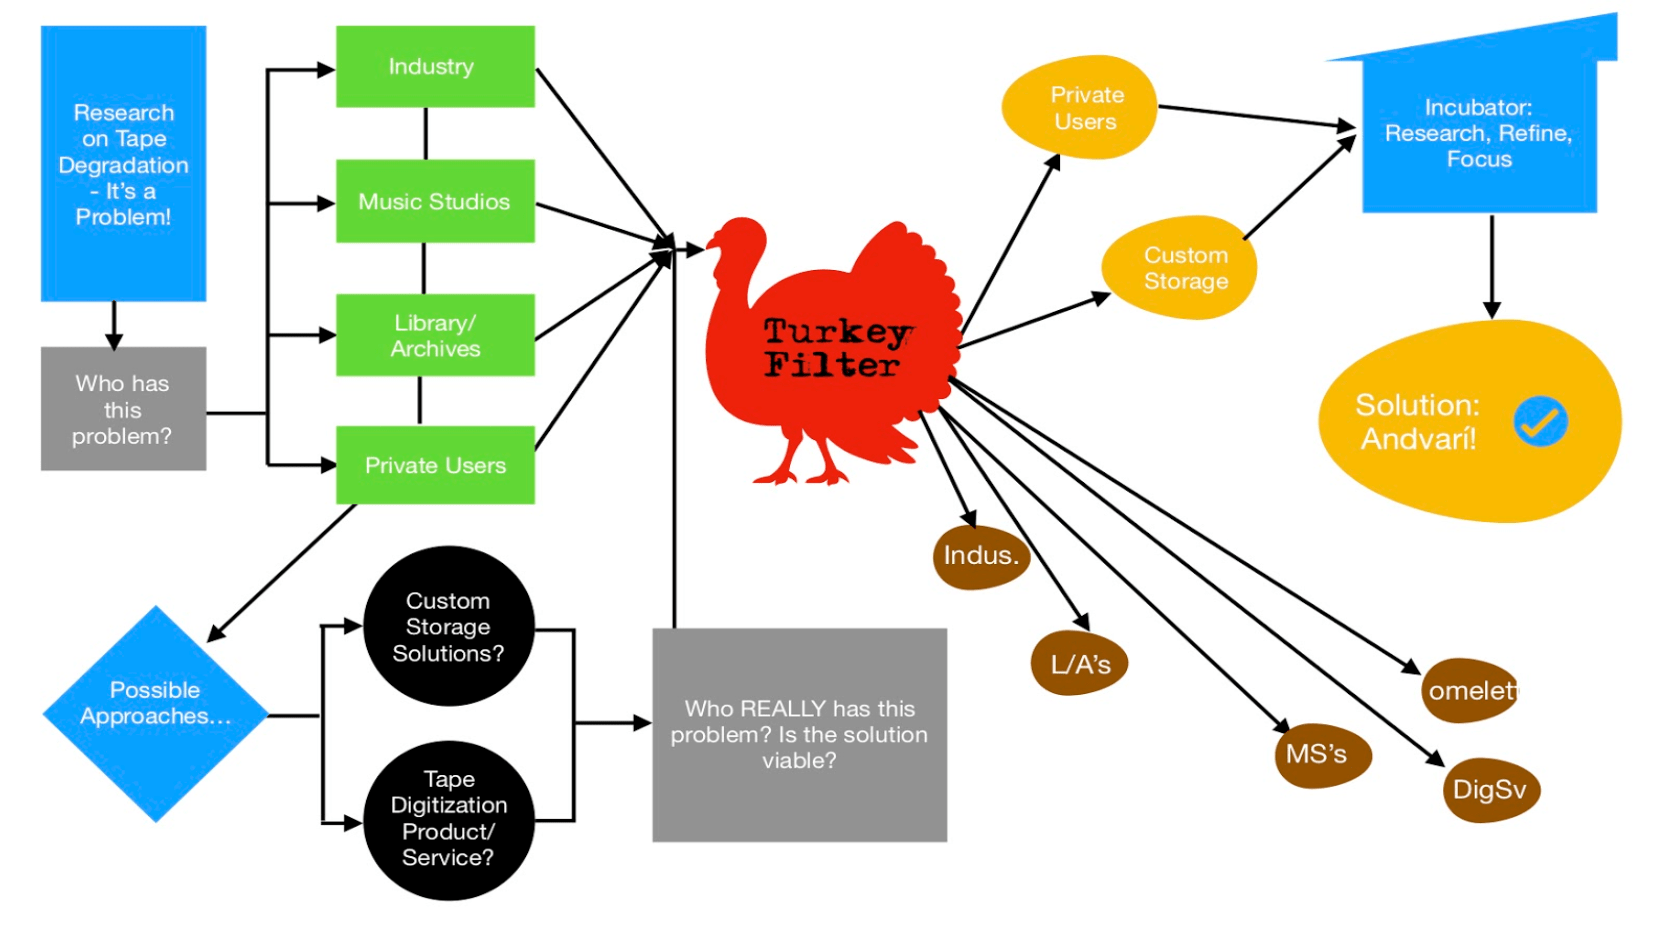 Research
on Tape
Degradation
- It's a
Problem!
Who has
this
problem?
Industry
Music Studios
Library/
Archives
Private Users
Possible
Approaches...
Custom
Storage
Solutions?
Tape
Digitization
Product/
Service?
Who REALLY has this
problem? Is the solution
viable?
Turkey
Filter
Private
Users
Custom
Storage
Incubator:
Research, Refine,
Focus
Solution:
Andvarí!
Indus.
L/A's
MS's
DigSv
omelett